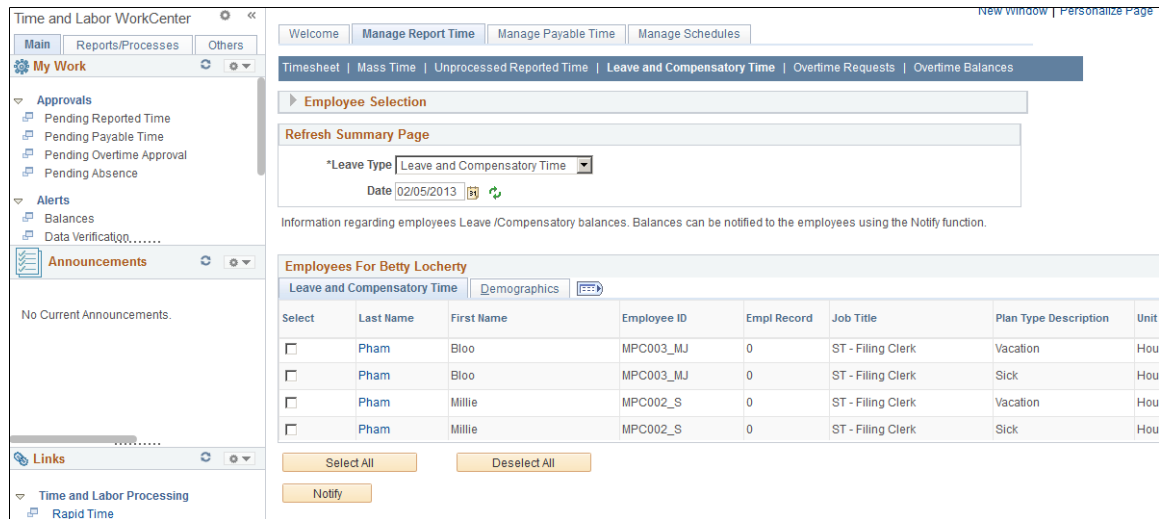 New Window | Personalize Page
Time and Labor WorkCenter
Main Reports/Processes Others
My Work
Approvals
Pending Reported Time
Pending Payable Time
Pending Overtime Approval
Pending Absence
Alerts
Balances
Data Verification
Announcements
No Current Announcements.
Links
Time and Labor Processing
Rapid Time
Welcome Manage Report Time Manage Payable Time Manage Schedules
Timesheet | Mass Time | Unprocessed Reported Time | Leave and Compensatory Time | Overtime Requests | Overtime Balances
Employee Selection
Refresh Summary Page
*Leave Type Leave and Compensatory Time
Date 02/05/2013 31
Information regarding employees Leave /Compensatory balances. Balances can be notified to the employees using the Notify function.
Employees For Betty Locherty
Leave and Compensatory Time Demographics
Select Last Name First Name Employee ID Empl Record Job Title Plan Type Description Unit
Pham Bloo MPC003_MJ 0 ST - Filing Clerk Vacation Hou
Pham Bloo MPC003_MJ 0 ST - Filing Clerk Sick Hou
Pham Millie MPC002_S 0 ST - Filing Clerk Vacation Hou
Pham Millie MPC002_S 0 ST - Filing Clerk Sick Hou
Select All Deselect All
Notify